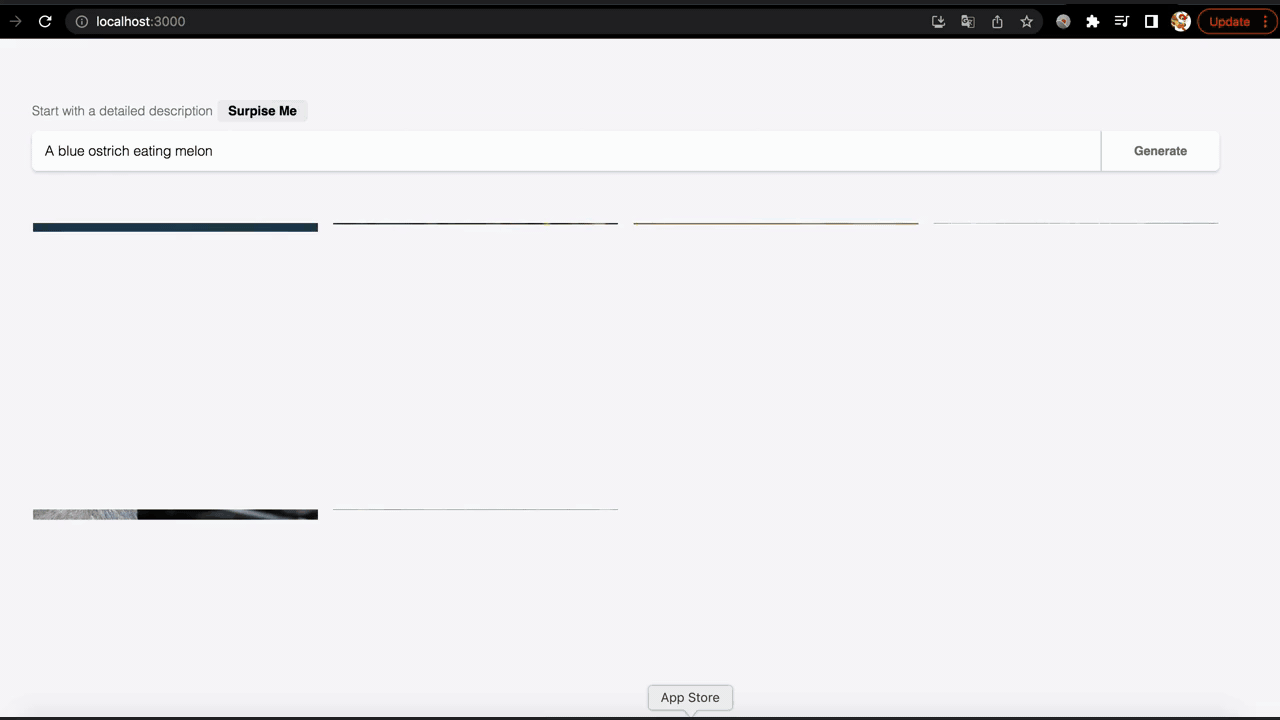 localhost:3000
Update
Start with a detailed description Surpise Me
A blue ostrich eating melon
Generate
App Store